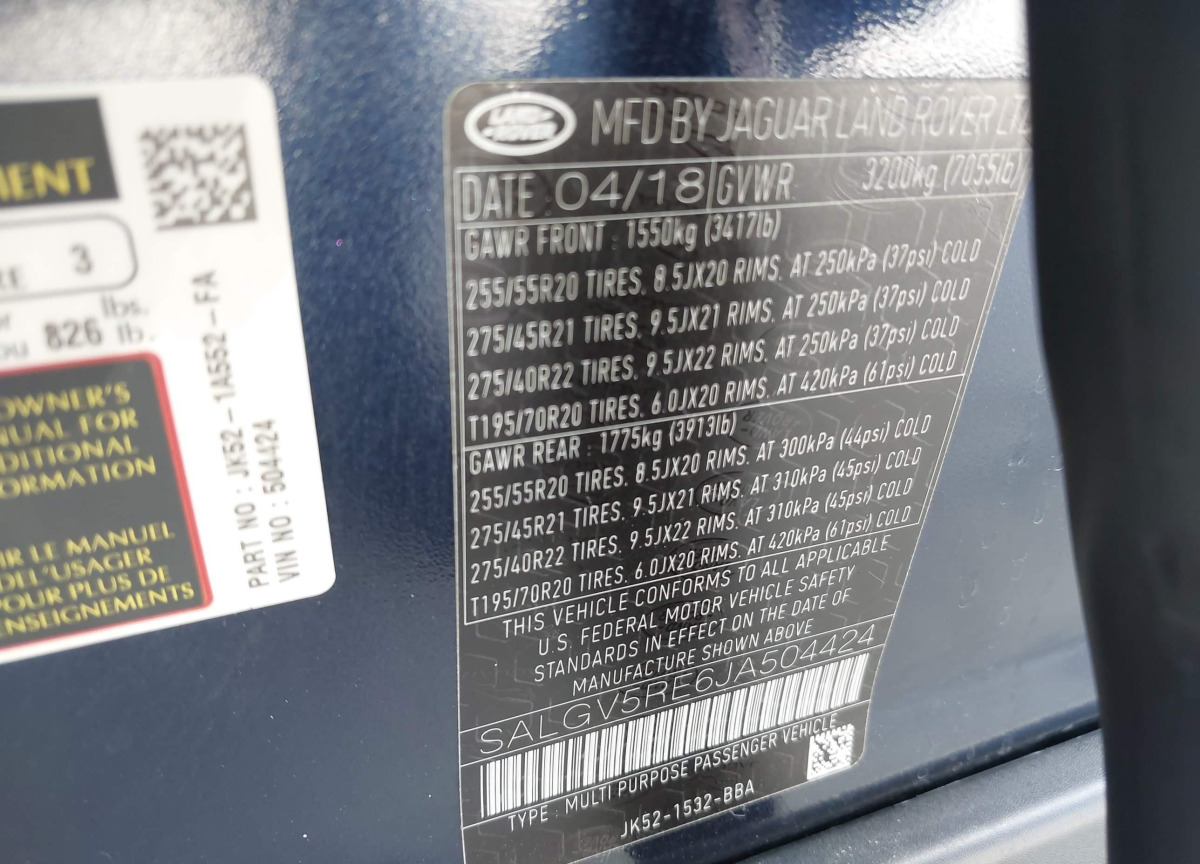 MENT
RE 3
lbs.
826 lb.
OWNER'S
NUAL FOR
DITIONAL
ORMATION
IR LE MANUEL
DE L'USAGER
POUR PLUS DE
ENSEIGNEMENTS
PART NO : JK52-1A552-FA
VIN NO : 504424
LAND ROVER
MFD BY JAGUAR LAND ROVER LTD
DATE : 04/18 GVWR 3200kg (7055lb)
GAWR FRONT : 1550kg (3417lb)
255/55R20 TIRES. 8.5JX20 RIMS. AT 250kPa (37psi) COLD
275/45R21 TIRES. 9.5JX21 RIMS. AT 250kPa (37psi) COLD
275/40R22 TIRES. 9.5JX22 RIMS. AT 250kPa (37psi) COLD
T195/70R20 TIRES. 6.0JX20 RIMS. AT 420kPa (61psi) COLD
GAWR REAR : 1775kg (3913lb)
255/55R20 TIRES. 8.5JX20 RIMS. AT 300kPa (44psi) COLD
275/45R21 TIRES. 9.5JX21 RIMS. AT 310kPa (45psi) COLD
275/40R22 TIRES. 9.5JX22 RIMS. AT 310kPa (45psi) COLD
T195/70R20 TIRES. 6.0JX20 RIMS. AT 420kPa (61psi) COLD
THIS VEHICLE CONFORMS TO ALL APPLICABLE
U.S. FEDERAL MOTOR VEHICLE SAFETY
STANDARDS IN EFFECT ON THE DATE OF
MANUFACTURE SHOWN ABOVE
SALGV5RE6JA504424
TYPE : MULTI PURPOSE PASSENGER VEHICLE
JK52-1532-BBA